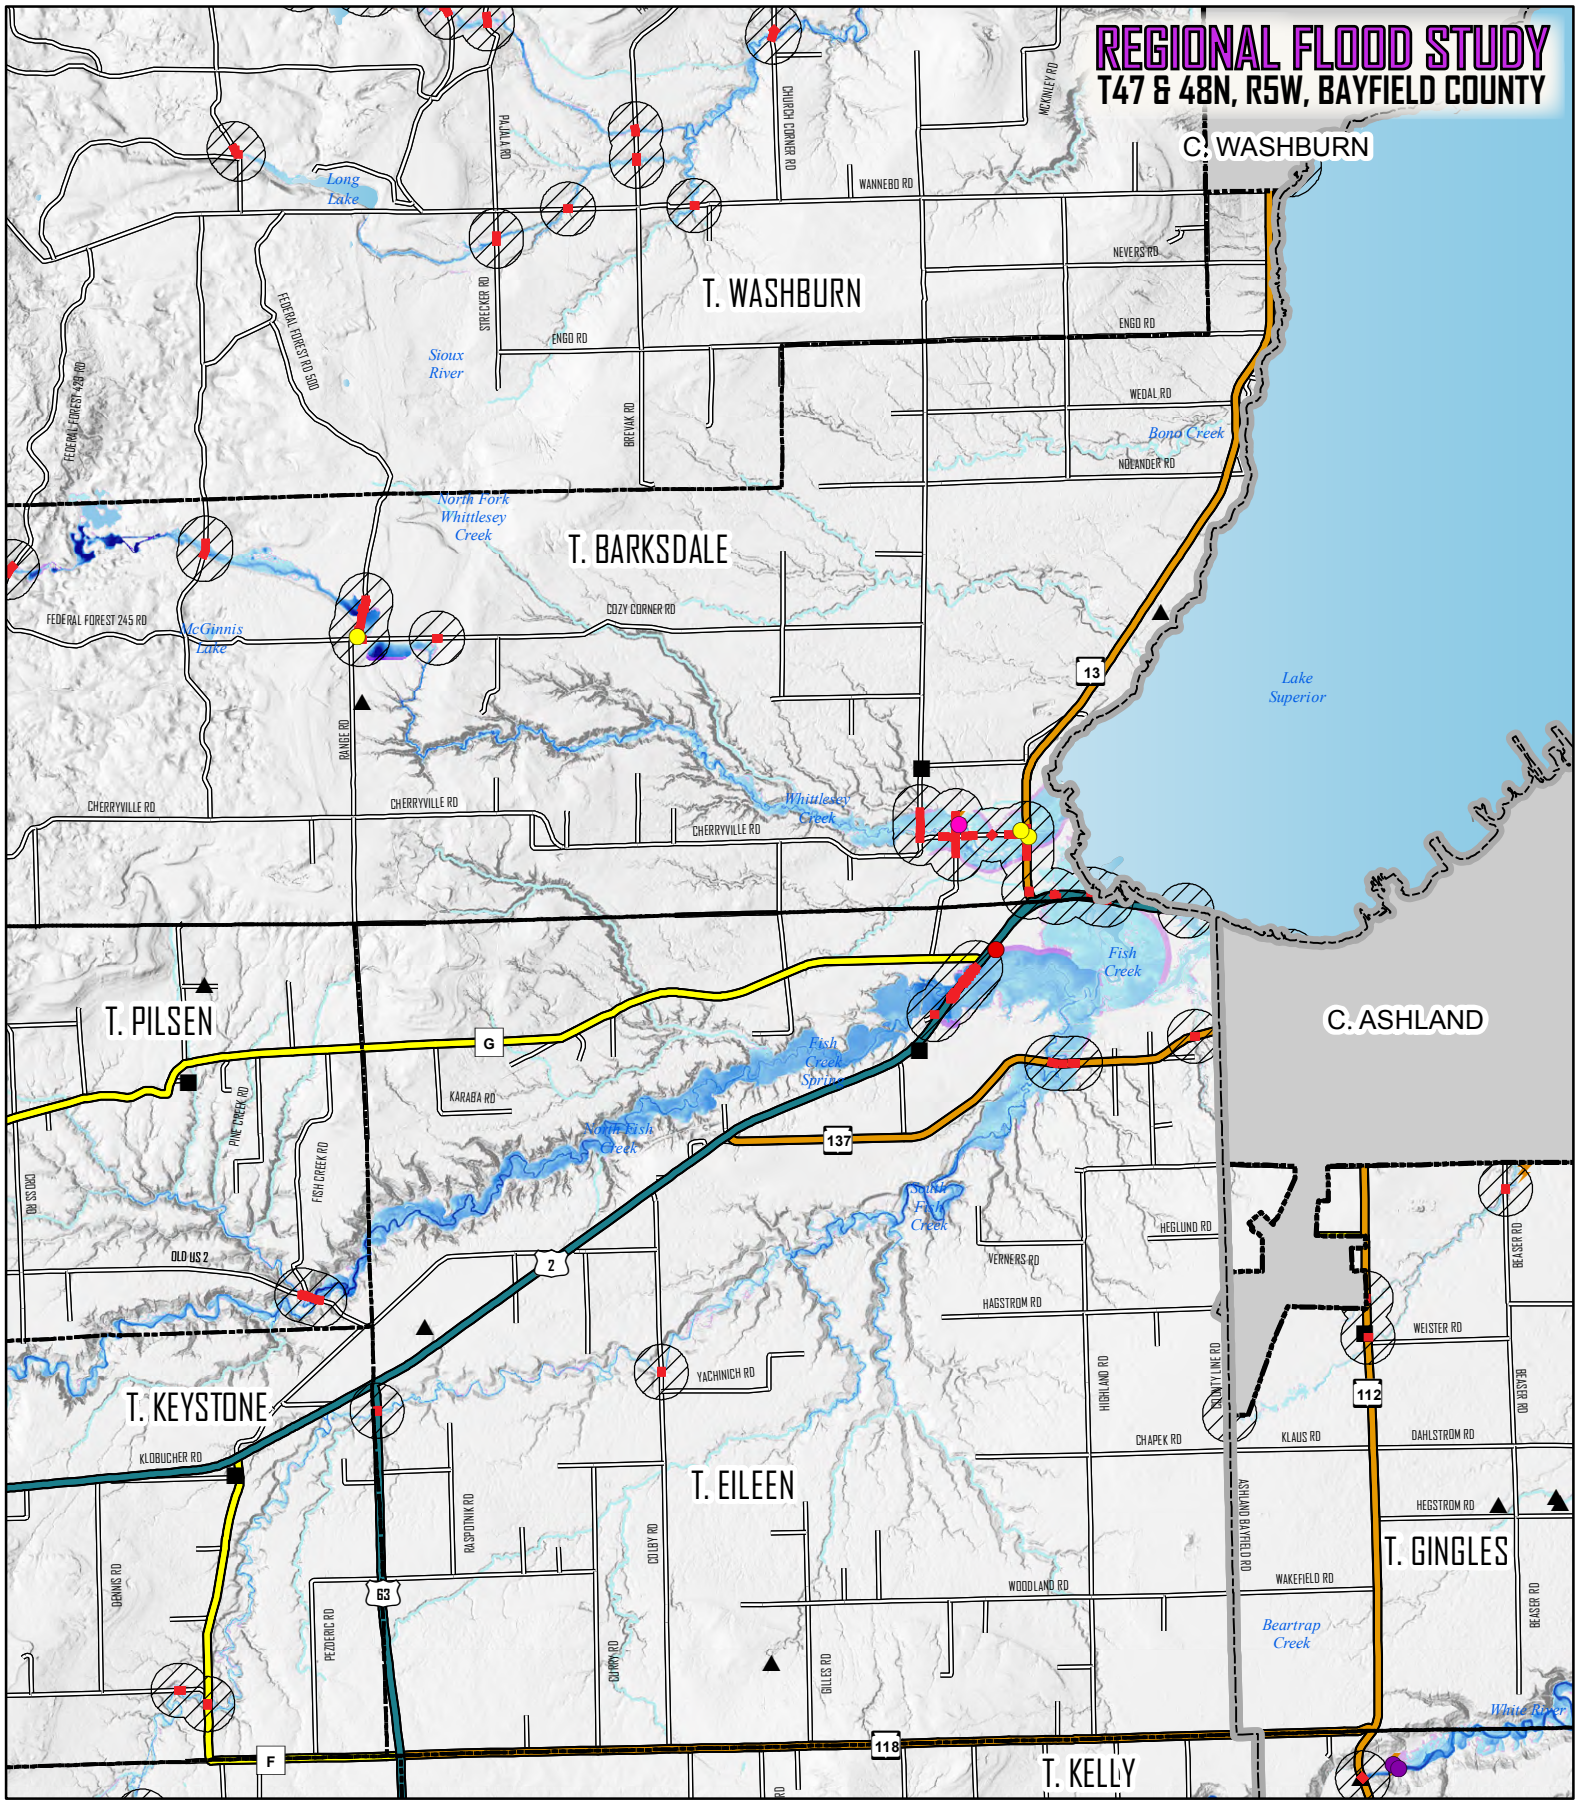 REGIONAL FLOOD STUDY
T47 & 48N, R5W, BAYFIELD COUNTY
C. WASHBURN
MCKINLEY RD
CHURCH CORNER RD
PAJALA RD
Long
Lake
WANNEBO RD
NEVERS RD
T. WASHBURN
STRECKER RD
FEDERAL FOREST RD 500
ENGO RD
ENGO RD
Sioux
River
FEDERAL FOREST 429 RD
WEDAL RD
BREVAK RD
Bono Creek
NOLANDER RD
North Fork
Whittlesey
Creek
T. BARKSDALE
COZY CORNER RD
FEDERAL FOREST 245 RD
McGinnis
Lake
13
Lake
Superior
RANGE RD
CHERRYVILLE RD
CHERRYVILLE RD
Whittlesey
Creek
CHERRYVILLE RD
Fish
Creek
T. PILSEN
C. ASHLAND
G
Fish
Creek
Spring
KARABA RD
PINE CREEK RD
FISH CREEK RD
North Fish
Creek
137
CROSS RD
South
Fish
Creek
HEGLUND RD
BEASER RD
OLD US 2
2
VERNERS RD
HAGSTROM RD
WEISTER RD
YACHINICH RD
HIGHLAND RD
COUNTY LINE RD
112
BEASER RD
T. KEYSTONE
KLOBUCHER RD
CHAPEK RD
KLAUS RD
DAHLSTROM RD
T. EILEEN
RASPOTNIK RD
COLBY RD
ASHLAND BAYFIELD RD
HEGSTROM RD
T. GINGLES
DENNIS RD
63
WOODLAND RD
WAKEFIELD RD
BEASER RD
PEZDERIC RD
CURRY RD
GILLES RD
Beartrap
Creek
White River
F
118
T. KELLY
RD